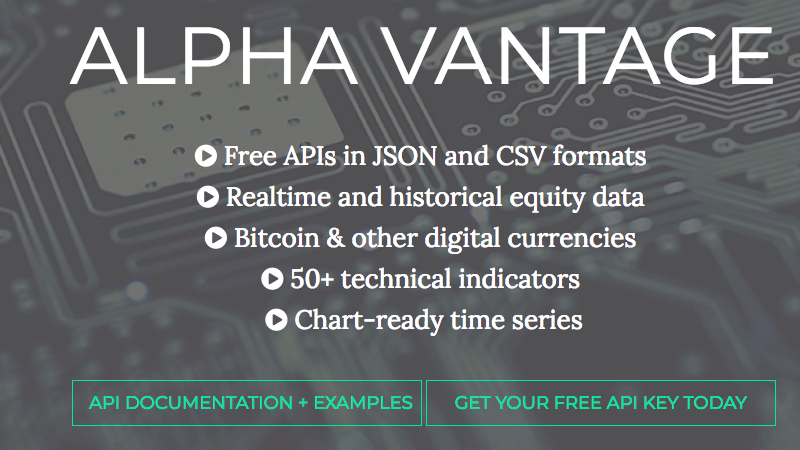 ALPHA VANTAGE
Free APIs in JSON and CSV formats
Realtime and historical equity data
Bitcoin & other digital currencies
50+ technical indicators
Chart-ready time series
API DOCUMENTATION + EXAMPLES
GET YOUR FREE API KEY TODAY